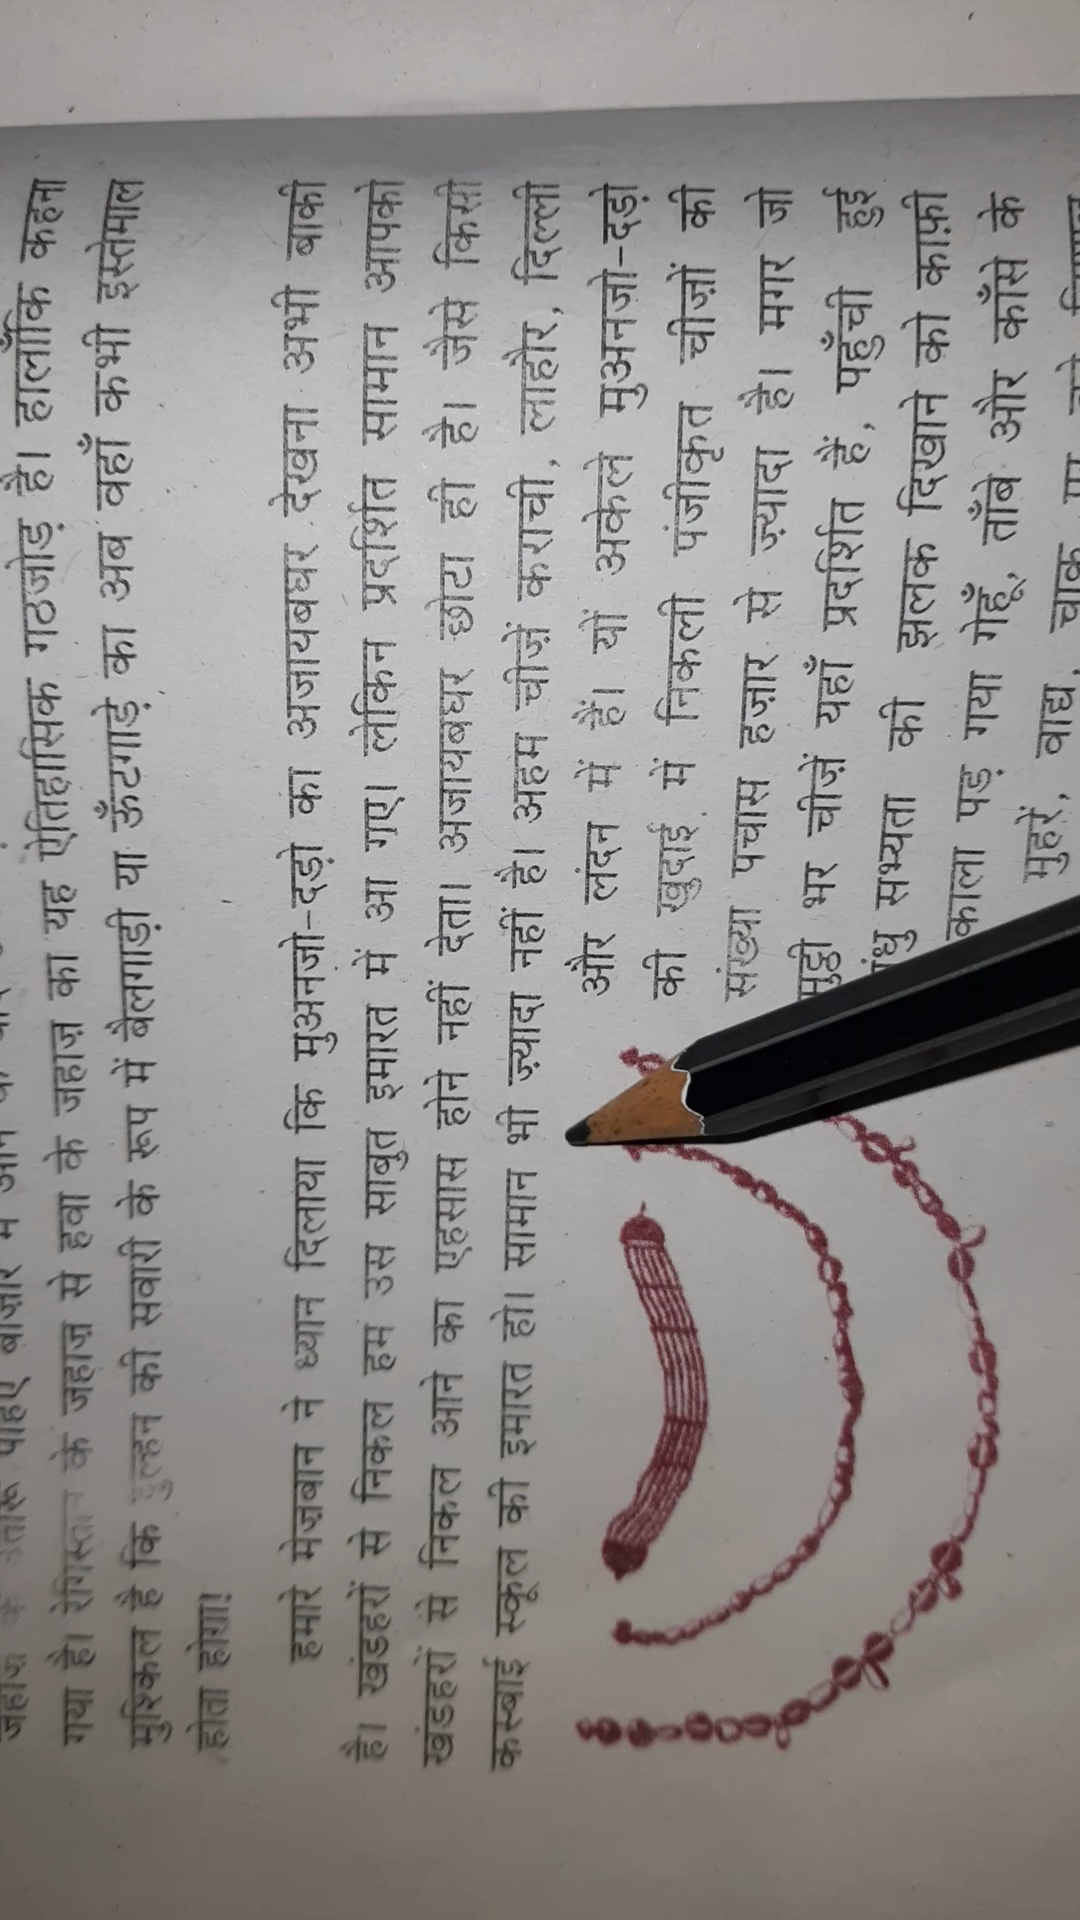 गया है। रेगिस्तान के जहाज़ से हवा के जहाज़ का यह ऐतिहासिक गठजोड़ है। हालाँकि कहना
मुश्किल है कि दुल्हन की सवारी के रूप में बैलगाड़ी या ऊँटगाड़े का अब वहाँ कभी इस्तेमाल
होता होगा!
हमारे मेज़बान ने ध्यान दिलाया कि मुअनजो-दड़ो का अजायबघर देखना अभी बाकी
है। खंडहरों से निकल हम उस साबुत इमारत में आ गए। लेकिन प्रदर्शित सामान आपको
खंडहरों से निकल आने का एहसास होने नहीं देता। अजायबघर छोटा ही है। जैसे किसी
कस्बाई स्कूल की इमारत हो। सामान भी ज़्यादा नहीं है। अहम चीज़ें कराची, लाहौर, दिल्ली
और लंदन में हैं। यों अकेले मुअनजो-दड़ो
की खुदाई में निकली पंजीकृत चीज़ों की
संख्या पचास हज़ार से ज़्यादा है। मगर जो
मुट्ठी भर चीज़ें यहाँ प्रदर्शित हैं, पहुँची हुई
सभ्यता की झलक दिखाने को काफ़ी
काला पड़ गया गेहूँ, ताँबे और काँसे के
मुहरें, वाद्य, चाक पर बने